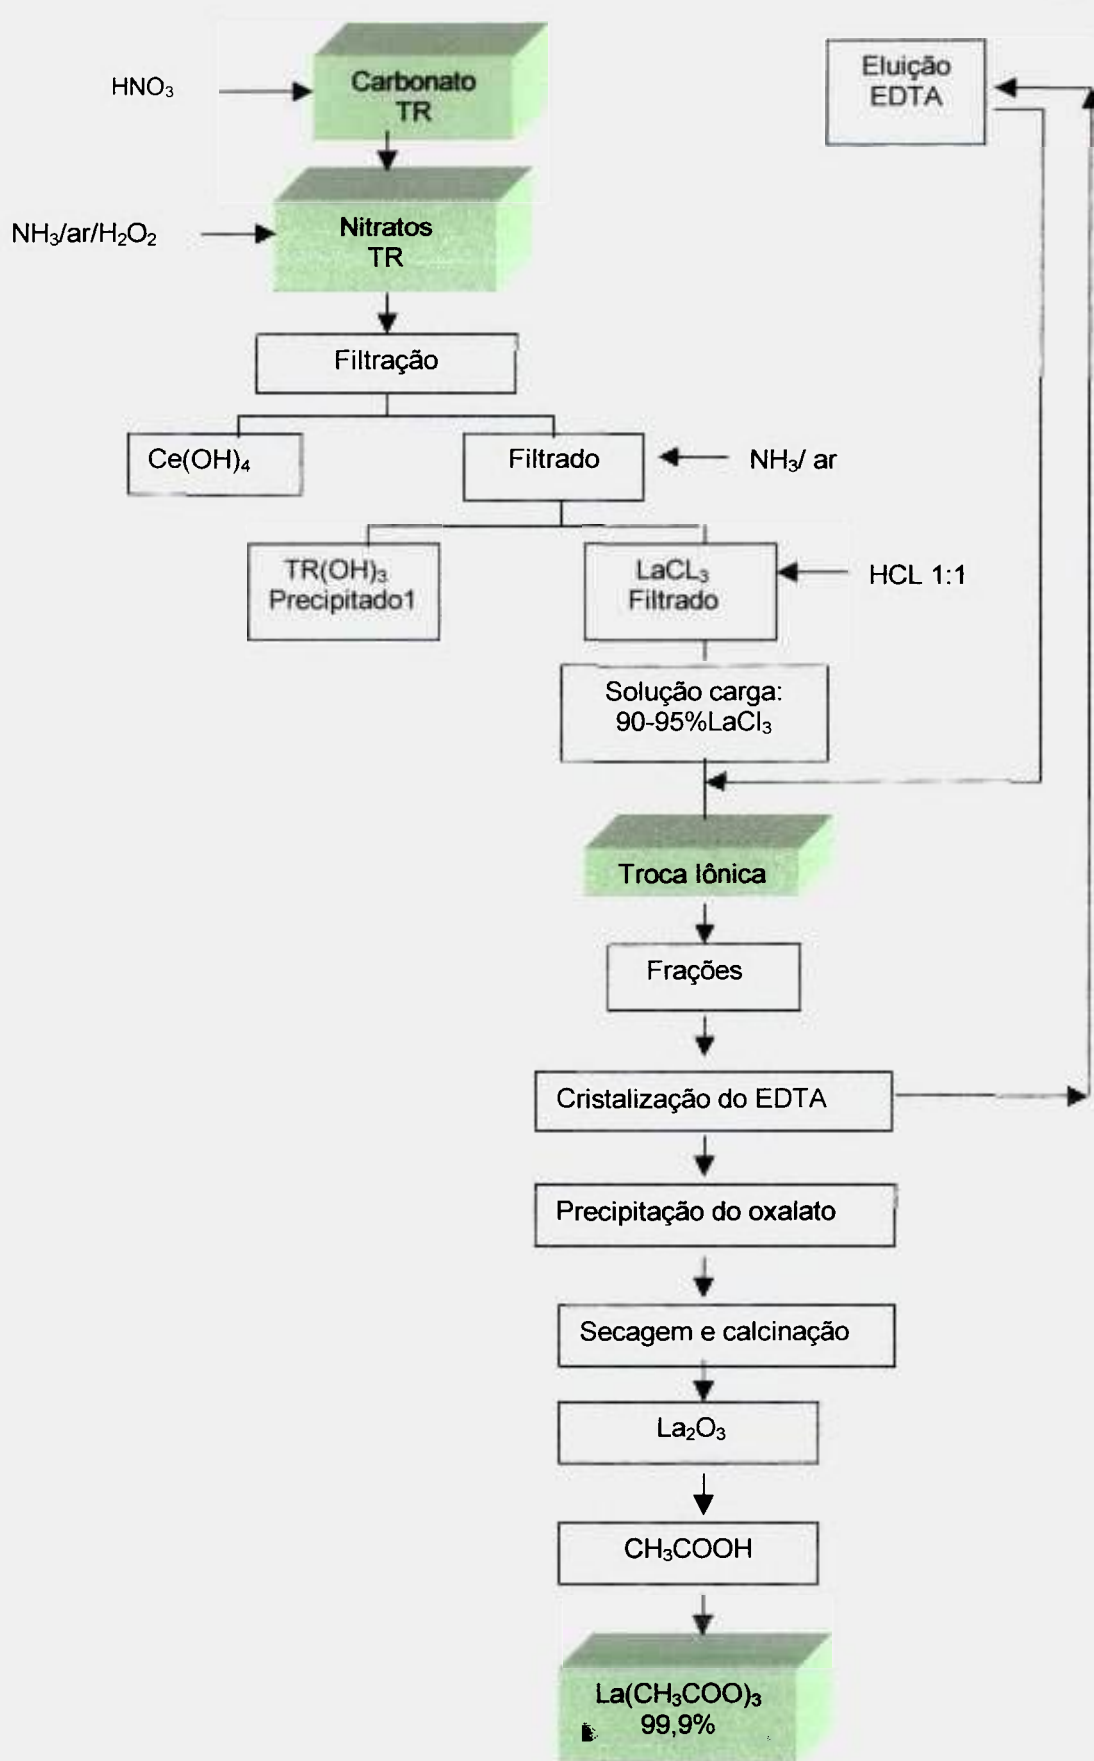 HNO₃
Carbonato
TR
Eluição
EDTA
NH₃/ar/H₂O₂
Nitratos
TR
Filtração
Ce(OH)₄
Filtrado
NH₃/ ar
TR(OH)₃
Precipitado1
LaCL₃
Filtrado
HCL 1:1
Solução carga:
90-95%LaCl₃
Troca Iônica
Frações
Cristalização do EDTA
Precipitação do oxalato
Secagem e calcinação
La₂O₃
CH₃COOH
La(CH₃COO)₃
99,9%